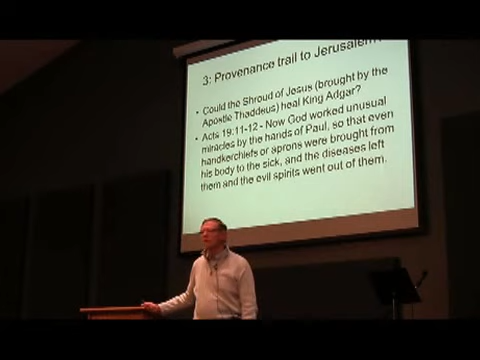 3: Provenance trail to Jerusalem?
• Could the Shroud of Jesus (brought by the
Apostle Thaddeus) heal King Adgar?
• Acts 19:11-12 - Now God worked unusual
miracles by the hands of Paul, so that even
handkerchiefs or aprons were brought from
his body to the sick, and the diseases left
them and the evil spirits went out of them.